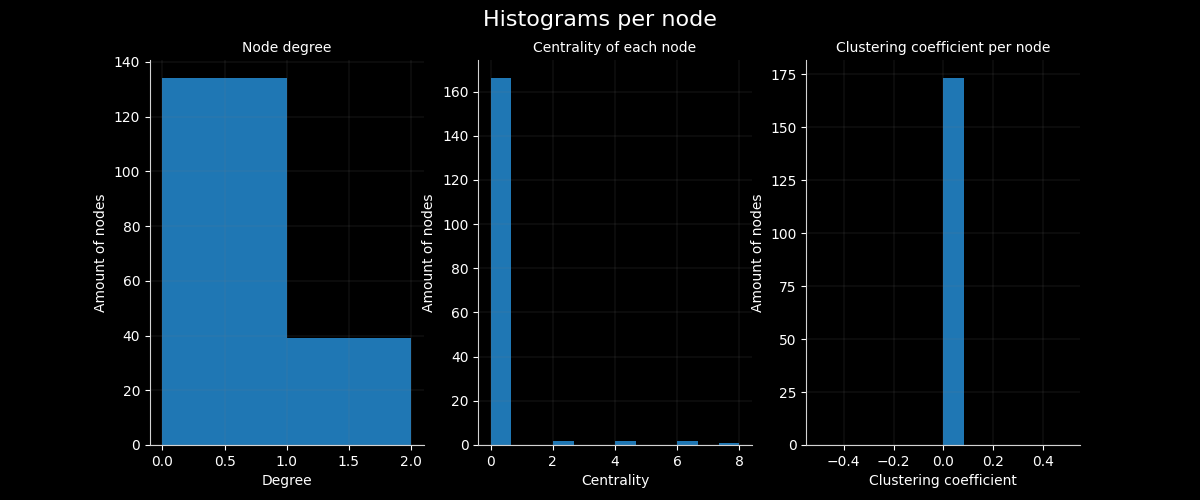 Histograms per node
Node degree
Centrality of each node
Clustering coefficient per node
140
120
100
80
60
40
20
0
Amount of nodes
0.0 0.5 1.0 1.5 2.0
Degree
160
140
120
100
80
60
40
20
0
Amount of nodes
0 2 4 6 8
Centrality
175
150
125
100
75
50
25
0
Amount of nodes
−0.4 −0.2 0.0 0.2 0.4
Clustering coefficient